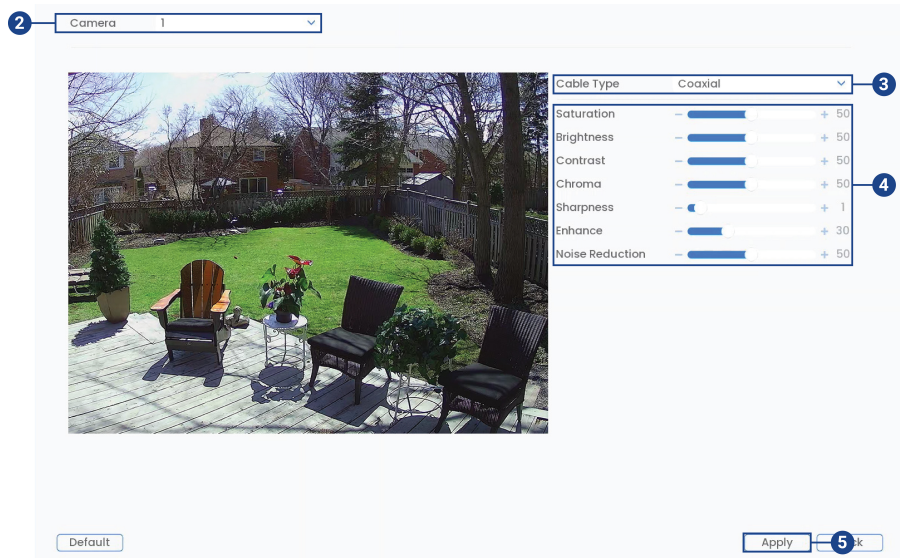 2 Camera 1
3 Cable Type Coaxial
Saturation - + 50
Brightness - + 50
Contrast - + 50
4 Chroma - + 50
Sharpness - + 1
Enhance - + 30
Noise Reduction - + 50
Default Apply 5 ck